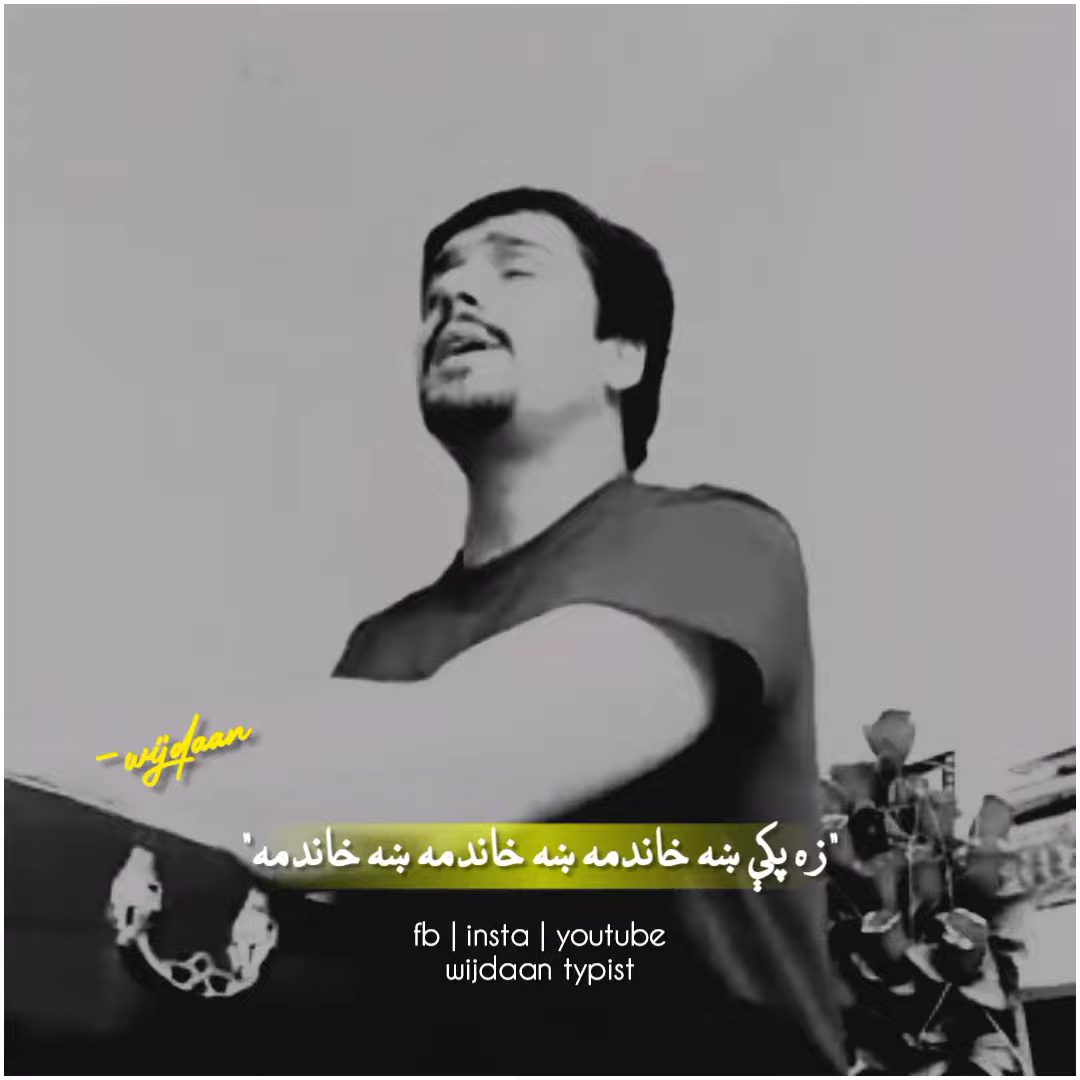 - wijdaan
"زه پکې ښه خاندمه ښه خاندمه ښه خاندمه"
fb | insta | youtube
wijdaan typist